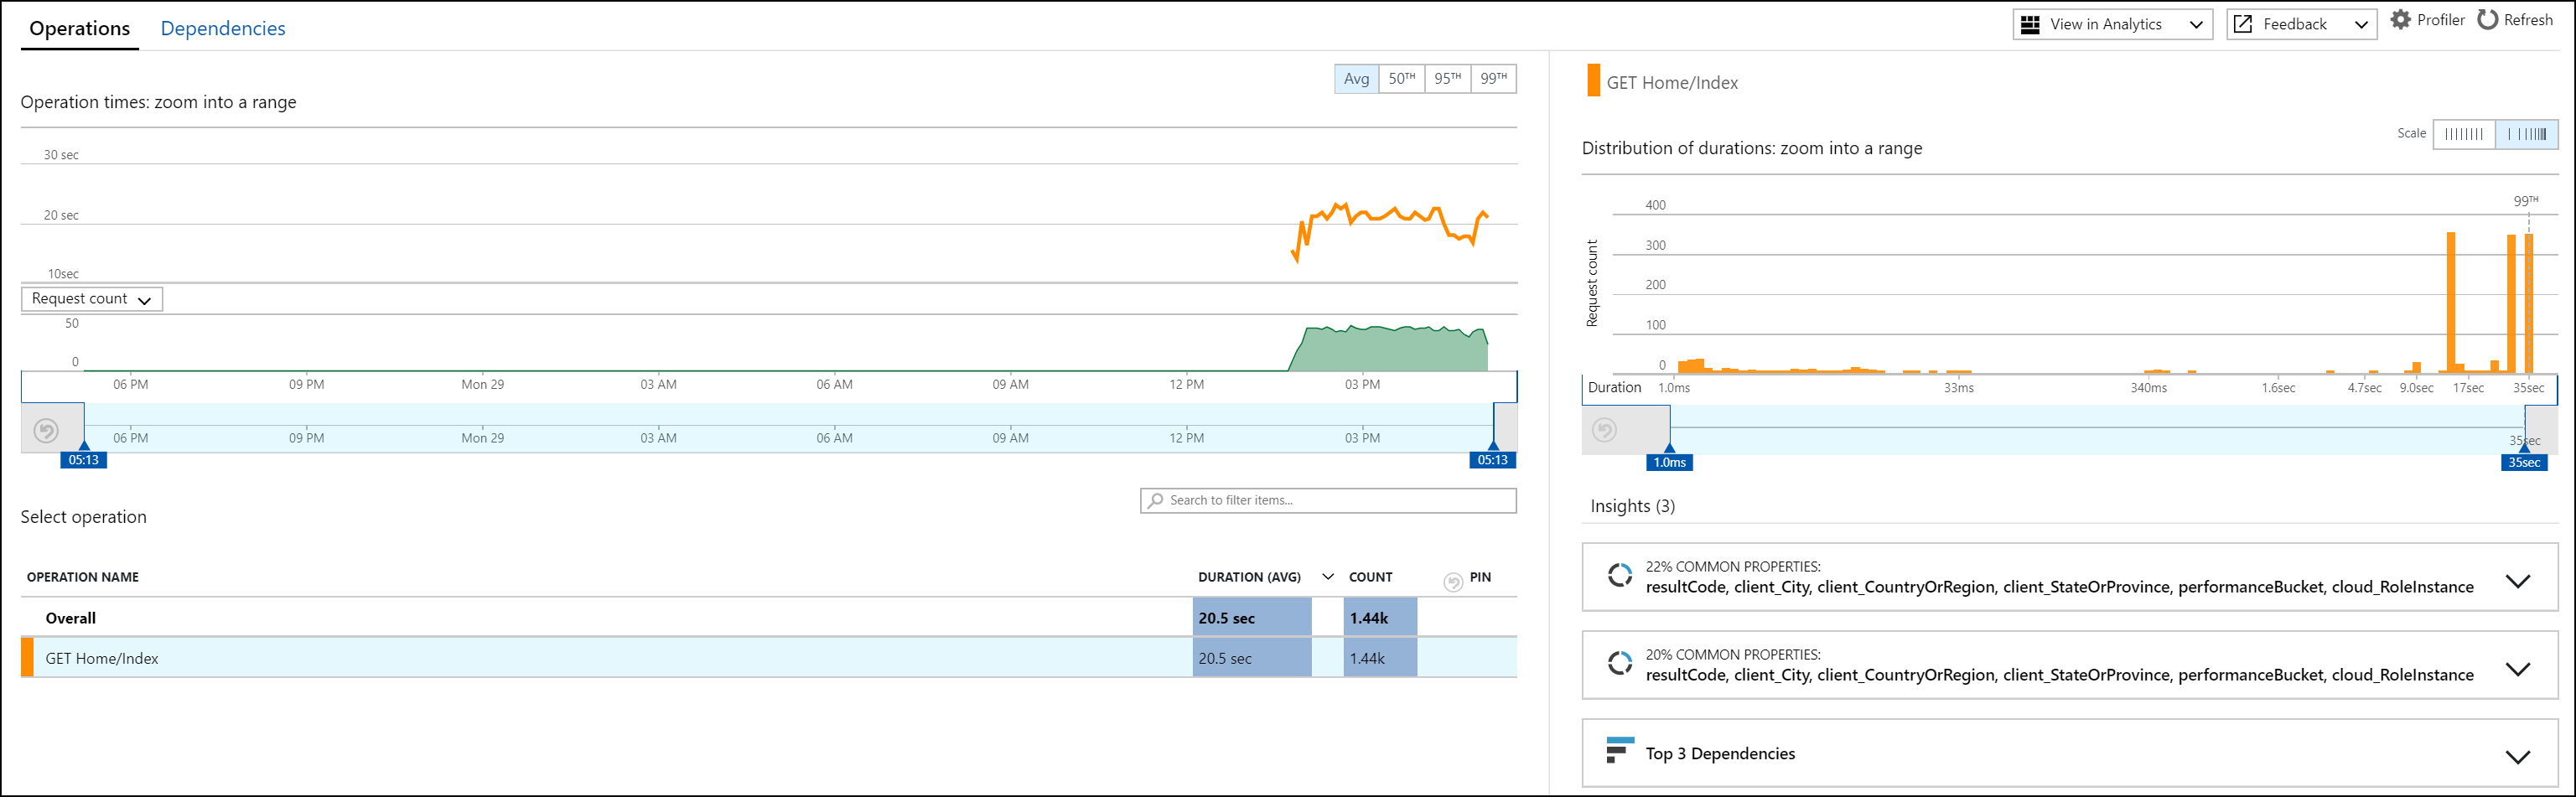 Operations Dependencies
View in Analytics Feedback Profiler Refresh
Avg 50TH 95TH 99TH
Operation times: zoom into a range
30 sec
20 sec
10sec
Request count
50
0
06 PM 09 PM Mon 29 03 AM 06 AM 09 AM 12 PM 03 PM
06 PM 09 PM Mon 29 03 AM 06 AM 09 AM 12 PM 03 PM
05:13 05:13
Select operation
Search to filter items...
OPERATION NAME DURATION (AVG) COUNT PIN
Overall 20.5 sec 1.44k
GET Home/Index 20.5 sec 1.44k
GET Home/Index
Scale
Distribution of durations: zoom into a range
99TH
Request count
400
300
200
100
0
Duration 1.0ms 33ms 340ms 1.6sec 4.7sec 9.0sec 17sec 35sec
35sec
1.0ms 35sec
Insights (3)
22% COMMON PROPERTIES:
resultCode, client_City, client_CountryOrRegion, client_StateOrProvince, performanceBucket, cloud_RoleInstance
20% COMMON PROPERTIES:
resultCode, client_City, client_CountryOrRegion, client_StateOrProvince, performanceBucket, cloud_RoleInstance
Top 3 Dependencies